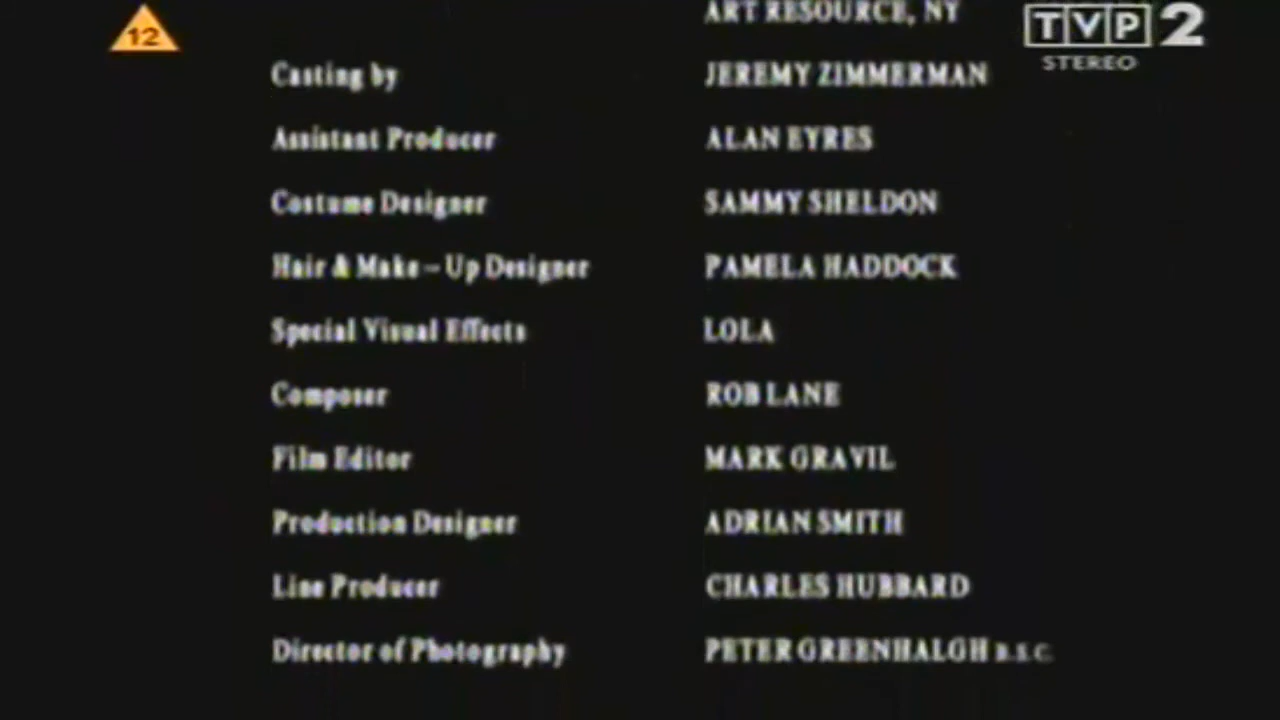 ART RESOURCE, NY
12
TVP 2
STEREO
Casting by JEREMY ZIMMERMAN
Assistant Producer ALAN EYRES
Costume Designer SAMMY SHELDON
Hair & Make-Up Designer PAMELA HADDOCK
Special Visual Effects LOLA
Composer ROB LANE
Film Editor MARK GRAVIL
Production Designer ADRIAN SMITH
Line Producer CHARLES HUBBARD
Director of Photography PETER GREENHALGH B.S.C.